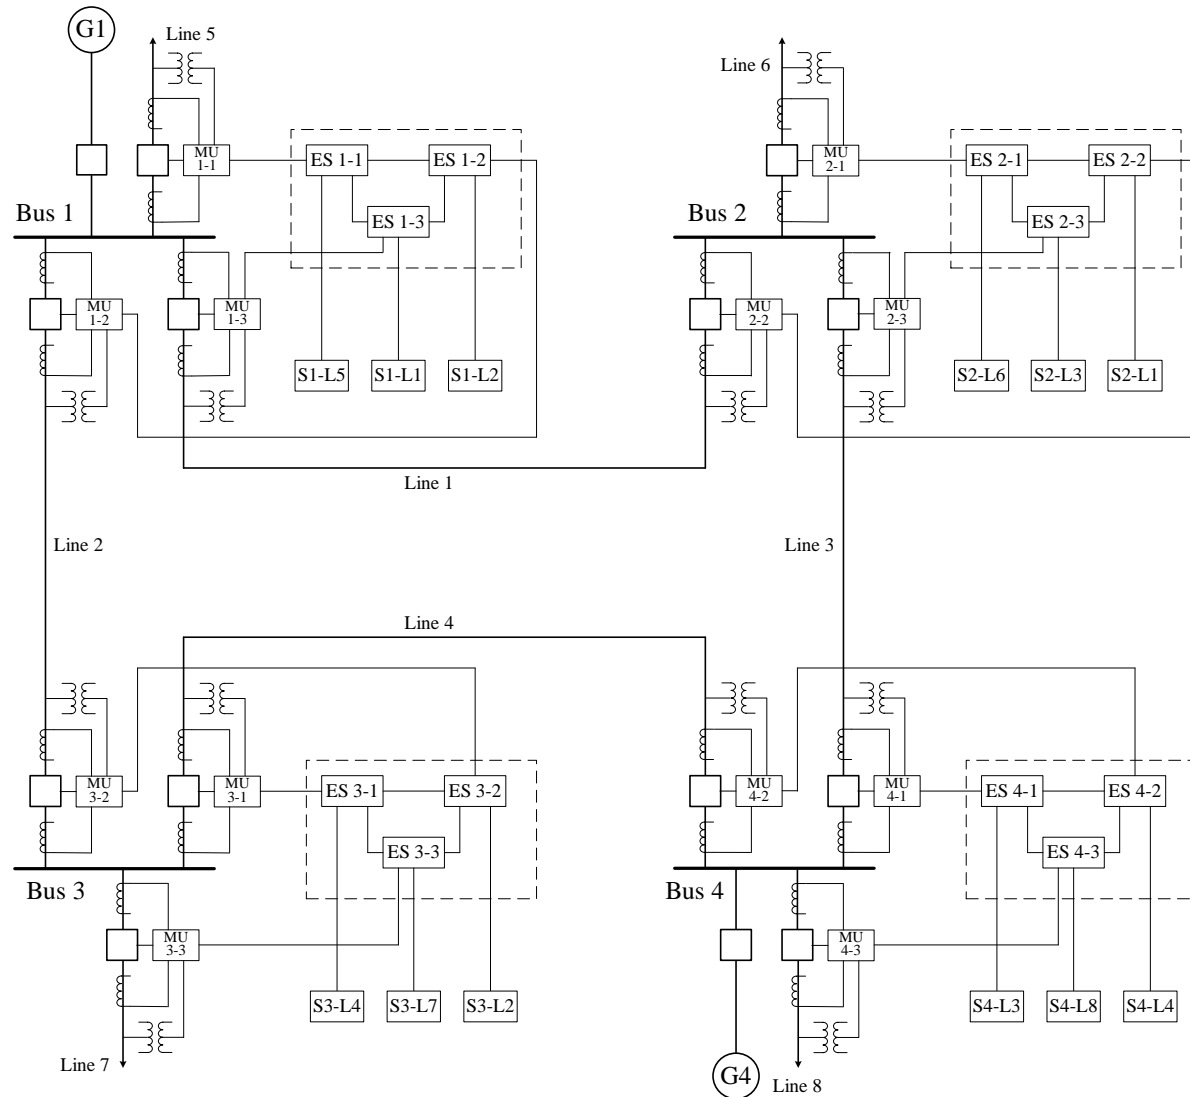 G1
Line 5
MU
1-1
ES 1-1
ES 1-2
ES 1-3
Bus 1
MU
1-2
MU
1-3
S1-L5
S1-L1
S1-L2
Line 6
MU
2-1
ES 2-1
ES 2-2
ES 2-3
Bus 2
MU
2-2
MU
2-3
S2-L6
S2-L3
S2-L1
Line 1
Line 2
Line 3
Line 4
MU
3-2
MU
3-1
ES 3-1
ES 3-2
ES 3-3
Bus 3
MU
3-3
S3-L4
S3-L7
S3-L2
Line 7
MU
4-2
MU
4-1
ES 4-1
ES 4-2
ES 4-3
Bus 4
MU
4-3
S4-L3
S4-L8
S4-L4
G4
Line 8